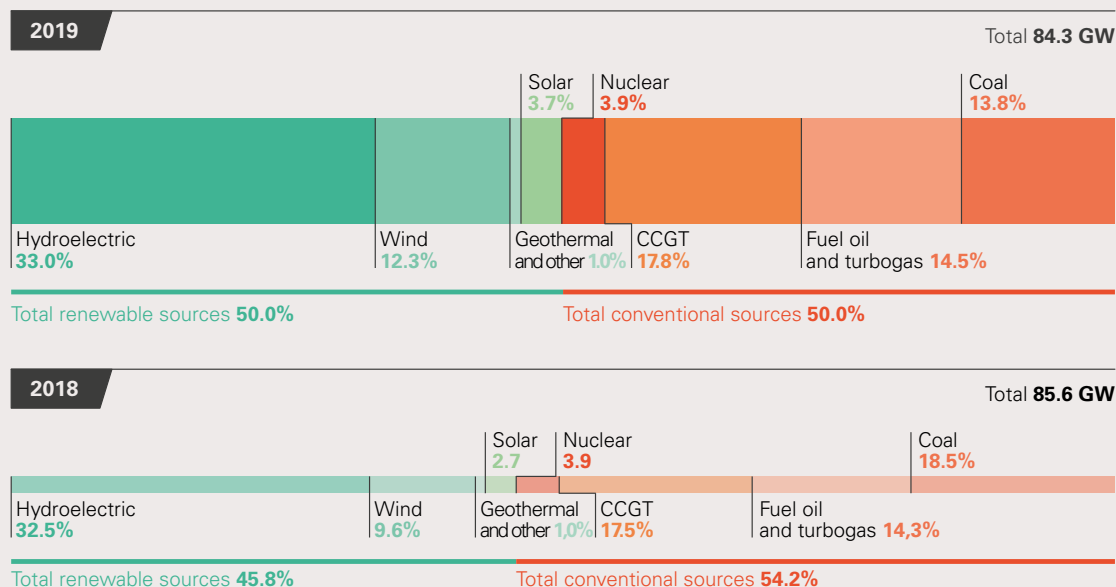 2019
Total 84.3 GW
Solar
3.7%
Nuclear
3.9%
Coal
13.8%
Hydroelectric
33.0%
Wind
12.3%
Geothermal
and other 1.0%
CCGT
17.8%
Fuel oil
and turbogas 14.5%
Total renewable sources 50.0%
Total conventional sources 50.0%
2018
Total 85.6 GW
Solar
2.7
Nuclear
3.9
Coal
18.5%
Hydroelectric
32.5%
Wind
9.6%
Geothermal
and other 1,0%
CCGT
17.5%
Fuel oil
and turbogas 14,3%
Total renewable sources 45.8%
Total conventional sources 54.2%